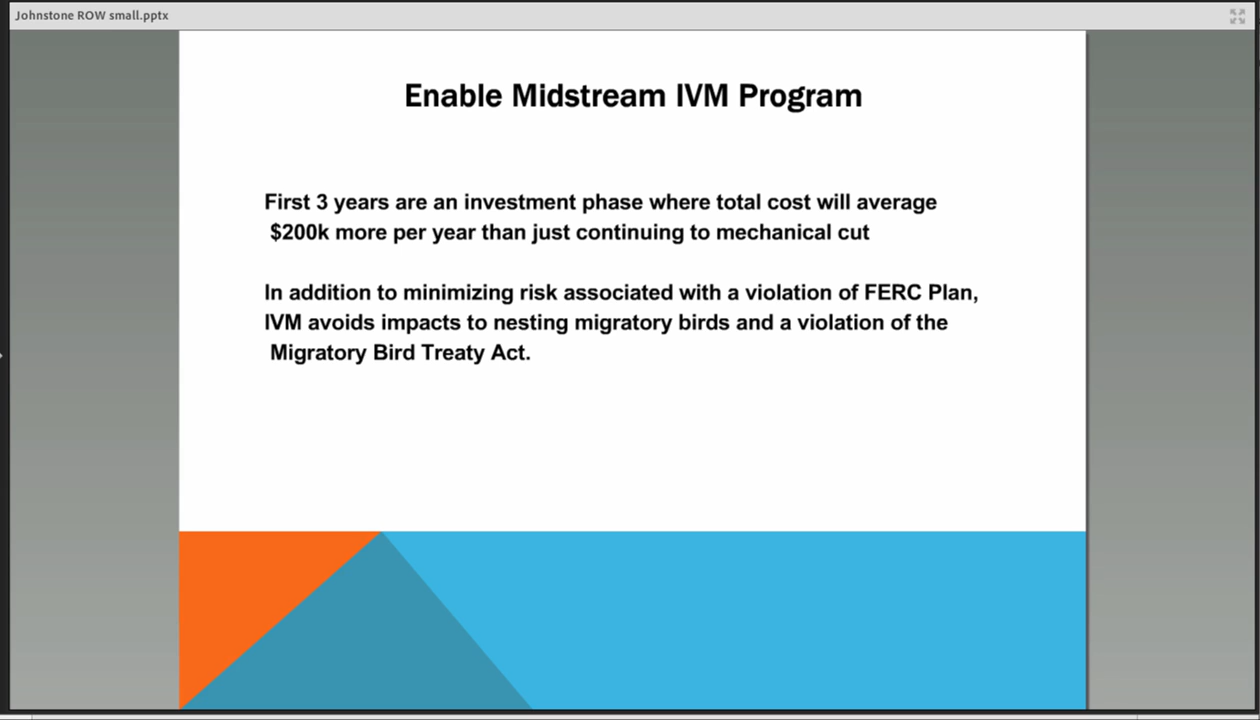 Johnstone ROW small.pptx
Enable Midstream IVM Program
First 3 years are an investment phase where total cost will average
$200k more per year than just continuing to mechanical cut
In addition to minimizing risk associated with a violation of FERC Plan,
IVM avoids impacts to nesting migratory birds and a violation of the
Migratory Bird Treaty Act.